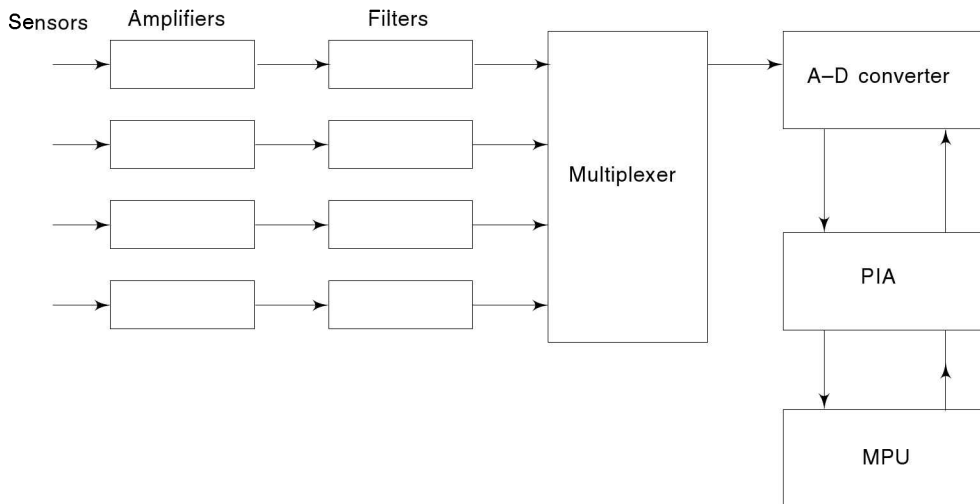 Sensors
Amplifiers
Filters
A–D converter
Multiplexer
PIA
MPU